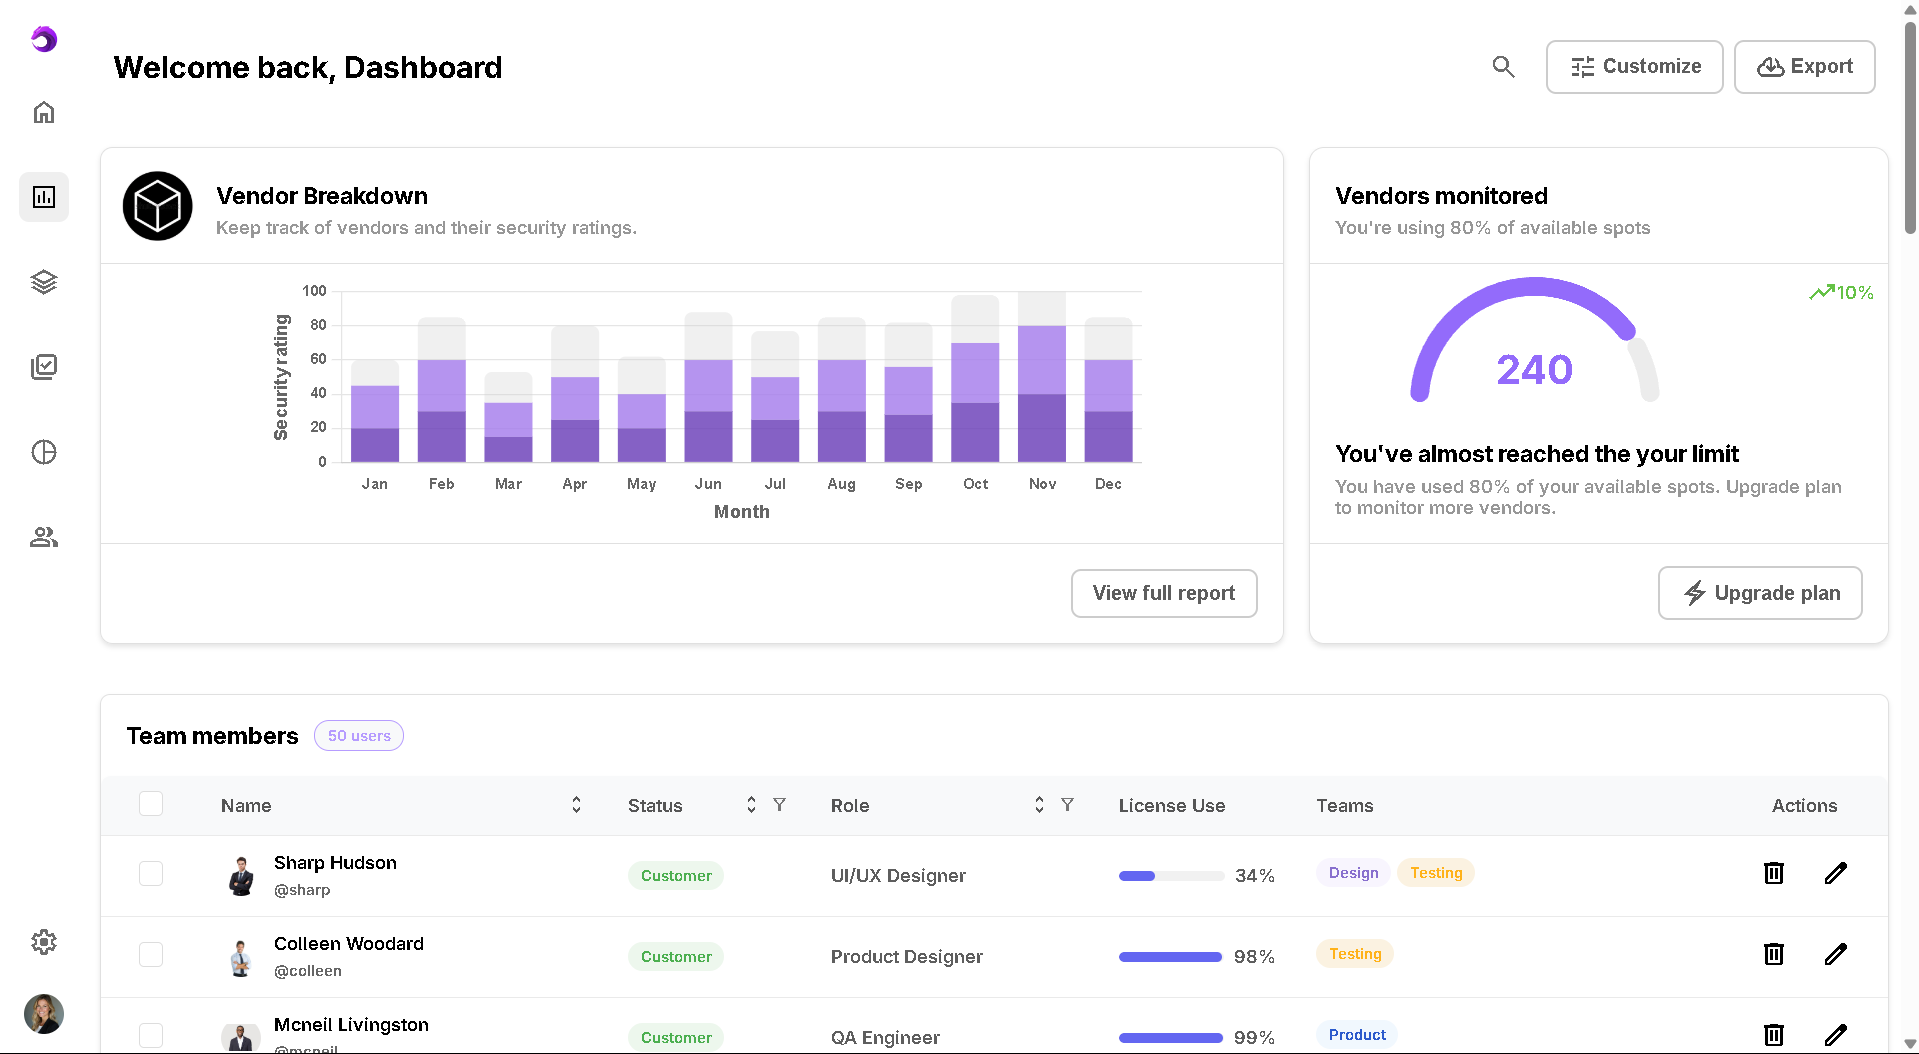 Welcome back, Dashboard
Customize
Export
Vendor Breakdown
Keep track of vendors and their security ratings.
100
80
60
40
20
0
Security rating
Jan Feb Mar Apr May Jun Jul Aug Sep Oct Nov Dec
Month
View full report
Vendors monitored
You're using 80% of available spots
10%
240
You've almost reached the your limit
You have used 80% of your available spots. Upgrade plan
to monitor more vendors.
Upgrade plan
Team members 50 users
Name Status Role License Use Teams Actions
Sharp Hudson
@sharp
Customer UI/UX Designer 34% Design Testing
Colleen Woodard
@colleen
Customer Product Designer 98% Testing
Mcneil Livingston
@mcneil
Customer QA Engineer 99% Product